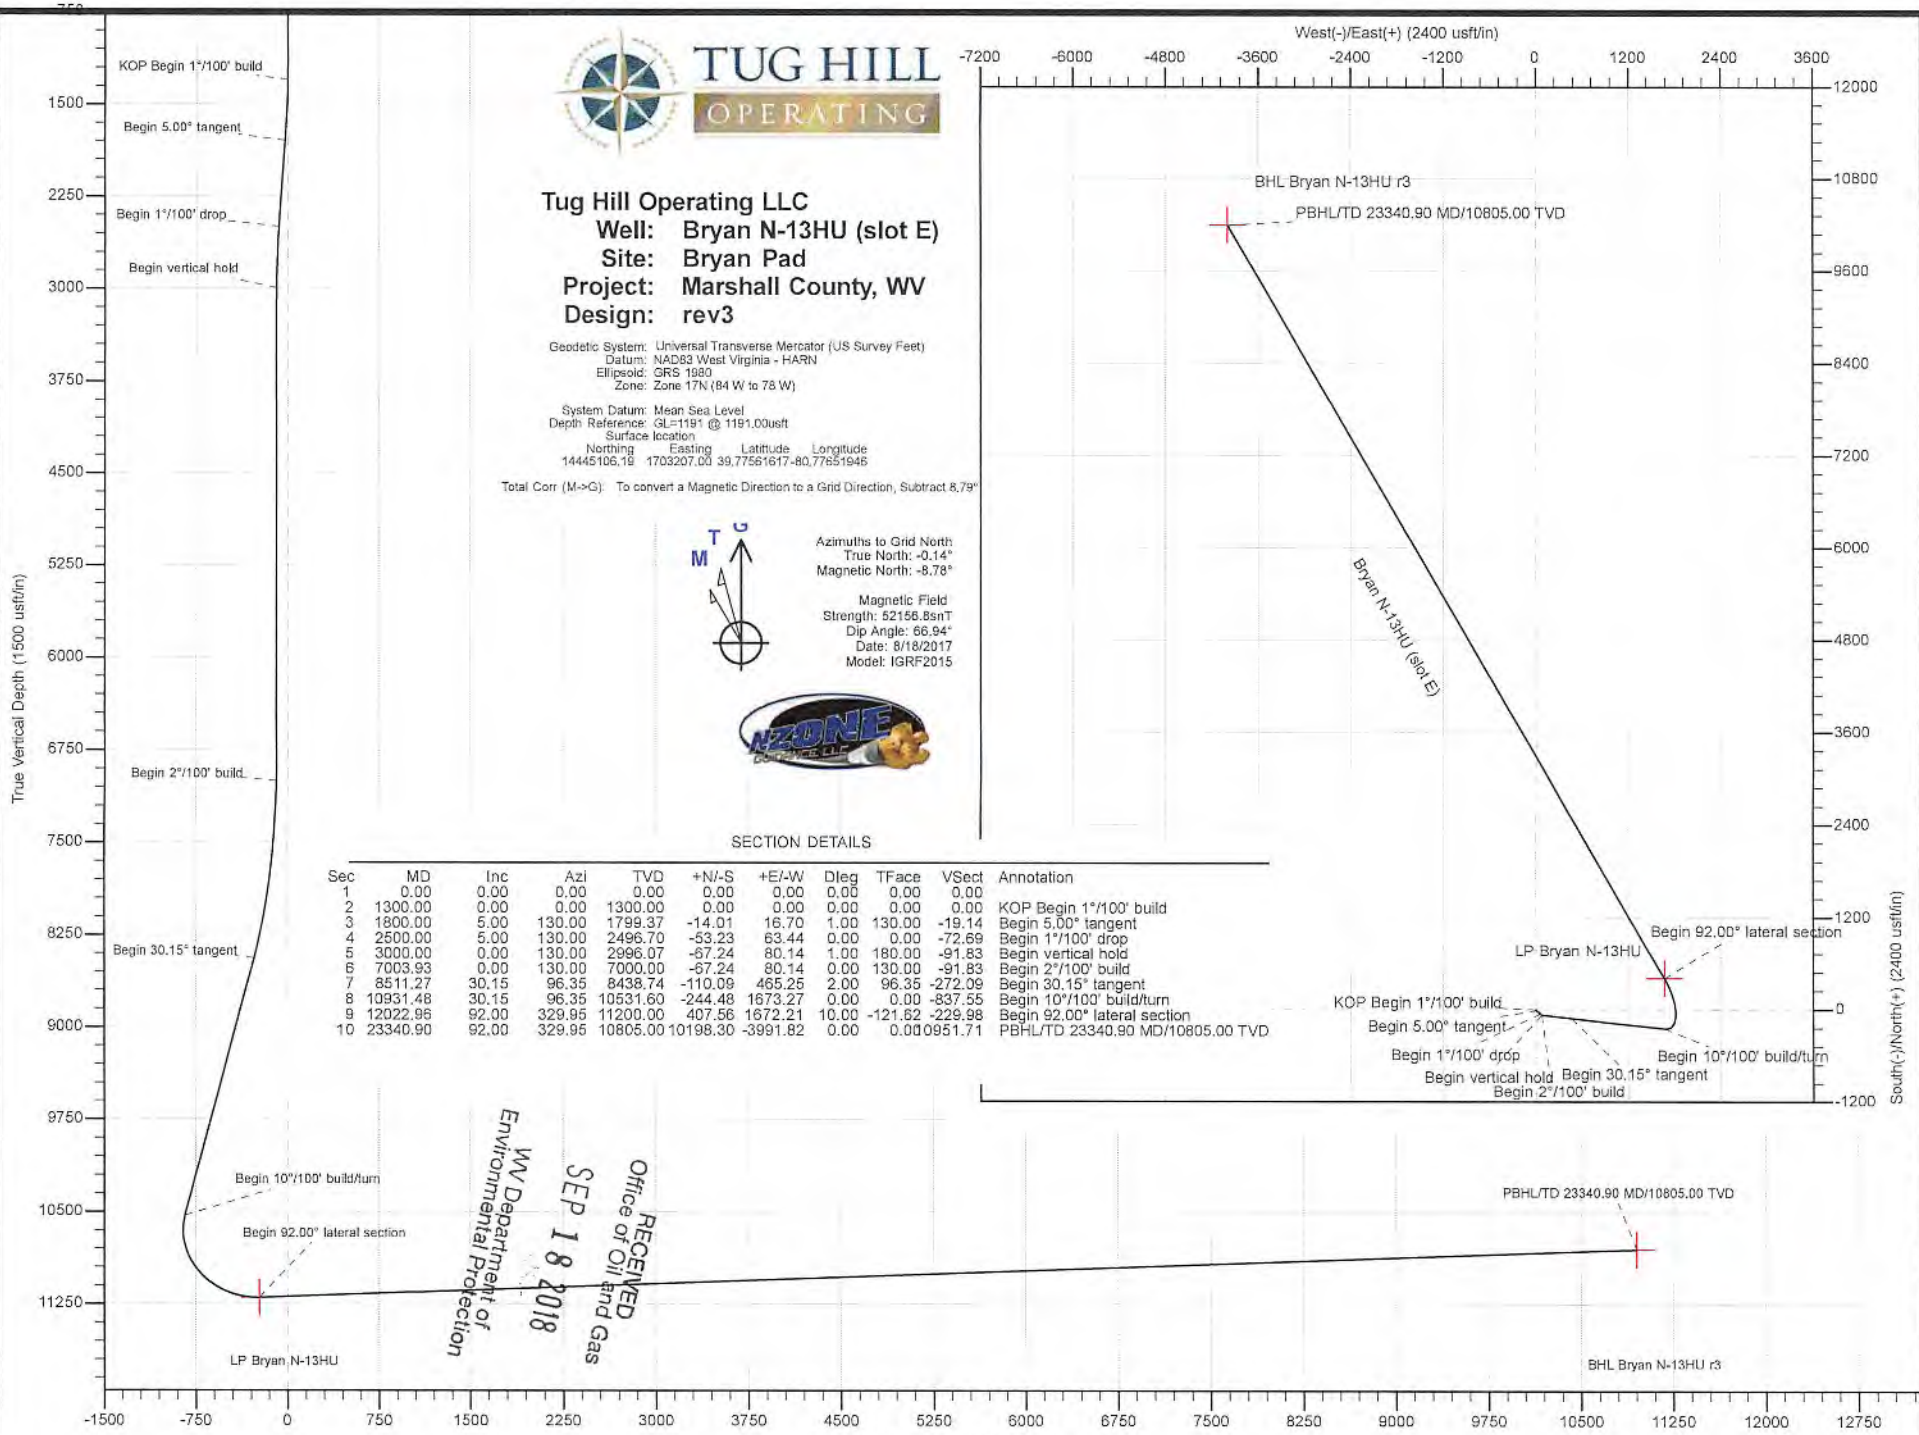 750
KOP Begin 1°/100' build
1500
Begin 5.00° tangent
2250
Begin 1°/100' drop
Begin vertical hold
3000
3750
4500
5250
6000
6750
Begin 2°/100' build
7500
8250
Begin 30.15° tangent
9000
9750
Begin 10°/100' build/turn
10500
Begin 92.00° lateral section
11250
LP Bryan N-13HU
True Vertical Depth (1500 usft/in)
TUG HILL
OPERATING
Tug Hill Operating LLC
Well: Bryan N-13HU (slot E)
Site: Bryan Pad
Project: Marshall County, WV
Design: rev3
Geodetic System: Universal Transverse Mercator (US Survey Feet)
Datum: NAD83 West Virginia - HARN
Ellipsoid: GRS 1980
Zone: Zone 17N (84 W to 78 W)
System Datum: Mean Sea Level
Depth Reference: GL=1191 @ 1191.00usft
Surface location
Northing Easting Latittude Longitude
14445106.19 1703207.00 39.77561617 -80.77651946
Total Corr (M->G): To convert a Magnetic Direction to a Grid Direction, Subtract 8.79°
G
T
M
Azimuths to Grid North
True North: -0.14°
Magnetic North: -8.78°
Magnetic Field
Strength: 52156.8snT
Dip Angle: 66.94°
Date: 8/18/2017
Model: IGRF2015
NZONE
GUIDANCE, LLC
SECTION DETAILS
Sec MD Inc Azi TVD +N/-S +E/-W Dleg TFace VSect Annotation
1 0.00 0.00 0.00 0.00 0.00 0.00 0.00 0.00 0.00
2 1300.00 0.00 0.00 1300.00 0.00 0.00 0.00 0.00 0.00 KOP Begin 1°/100' build
3 1800.00 5.00 130.00 1799.37 -14.01 16.70 1.00 130.00 -19.14 Begin 5.00° tangent
4 2500.00 5.00 130.00 2496.70 -53.23 63.44 0.00 0.00 -72.69 Begin 1°/100' drop
5 3000.00 0.00 130.00 2996.07 -67.24 80.14 1.00 180.00 -91.83 Begin vertical hold
6 7003.93 0.00 130.00 7000.00 -67.24 80.14 0.00 130.00 -91.83 Begin 2°/100' build
7 8511.27 30.15 96.35 8438.74 -110.09 465.25 2.00 96.35 -272.09 Begin 30.15° tangent
8 10931.48 30.15 96.35 10531.60 -244.48 1673.27 0.00 0.00 -837.55 Begin 10°/100' build/turn
9 12022.96 92.00 329.95 11200.00 407.56 1672.21 10.00 -121.62 -229.98 Begin 92.00° lateral section
10 23340.90 92.00 329.95 10805.00 10198.30 -3991.82 0.00 0.00 10951.71 PBHL/TD 23340.90 MD/10805.00 TVD
West(-)/East(+) (2400 usft/in)
-7200 -6000 -4800 -3600 -2400 -1200 0 1200 2400 3600
12000
BHL Bryan N-13HU r3
10800
PBHL/TD 23340.90 MD/10805.00 TVD
9600
8400
7200
6000
Bryan N-13HU (slot E)
4800
3600
2400
1200
Begin 92.00° lateral section
LP Bryan N-13HU
KOP Begin 1°/100' build
0
Begin 5.00° tangent
Begin 1°/100' drop
Begin 10°/100' build/turn
Begin vertical hold
Begin 30.15° tangent
Begin 2°/100' build
-1200
South(-)/North(+) (2400 usft/in)
RECEIVED
Office of Oil and Gas
SEP 18 2018
WV Department of
Environmental Protection
PBHL/TD 23340.90 MD/10805.00 TVD
BHL Bryan N-13HU r3
-1500 -750 0 750 1500 2250 3000 3750 4500 5250 6000 6750 7500 8250 9000 9750 10500 11250 12000 12750